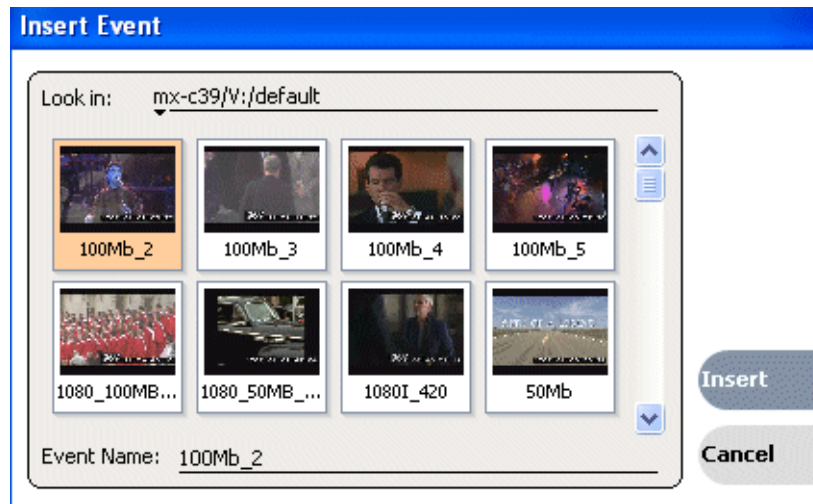 Insert Event
Look in: mx-c39/V:/default
100Mb_2 100Mb_3 100Mb_4 100Mb_5
1080_100MB... 1080_50MB_... 1080I_420 50Mb
Insert
Event Name: 100Mb_2
Cancel